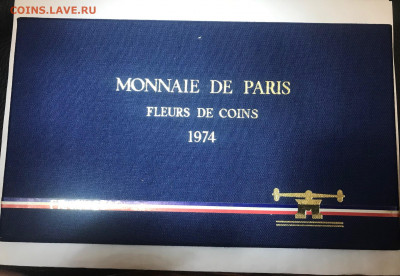 COINS.LAVE.RU
MONNAIE DE PARIS
FLEURS DE COINS
1974